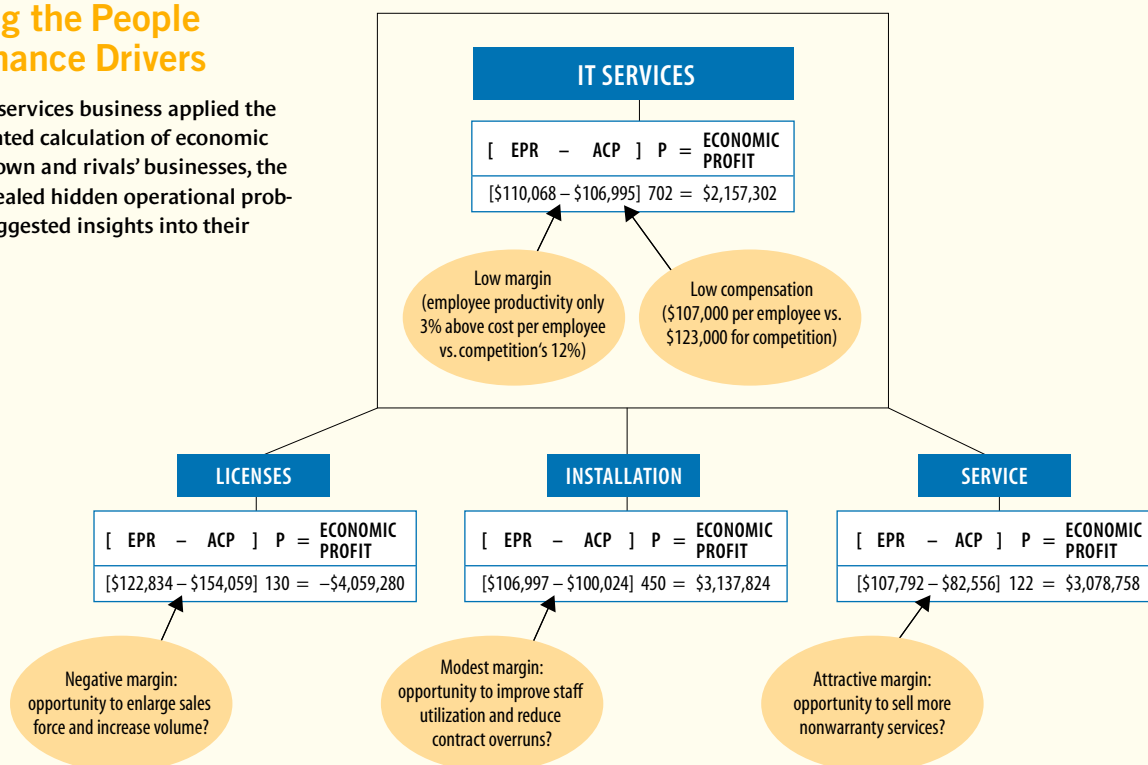 g the People
nance Drivers
services business applied the
ted calculation of economic
own and rivals' businesses, the
ealed hidden operational prob-
ggested insights into their
IT SERVICES
[ EPR – ACP ] P = ECONOMIC PROFIT
[$110,068 – $106,995] 702 = $2,157,302
Low margin
(employee productivity only
3% above cost per employee
vs. competition's 12%)
Low compensation
($107,000 per employee vs.
$123,000 for competition)
LICENSES
[ EPR – ACP ] P = ECONOMIC PROFIT
[$122,834 – $154,059] 130 = –$4,059,280
Negative margin:
opportunity to enlarge sales
force and increase volume?
INSTALLATION
[ EPR – ACP ] P = ECONOMIC PROFIT
[$106,997 – $100,024] 450 = $3,137,824
Modest margin:
opportunity to improve staff
utilization and reduce
contract overruns?
SERVICE
[ EPR – ACP ] P = ECONOMIC PROFIT
[$107,792 – $82,556] 122 = $3,078,758
Attractive margin:
opportunity to sell more
nonwarranty services?